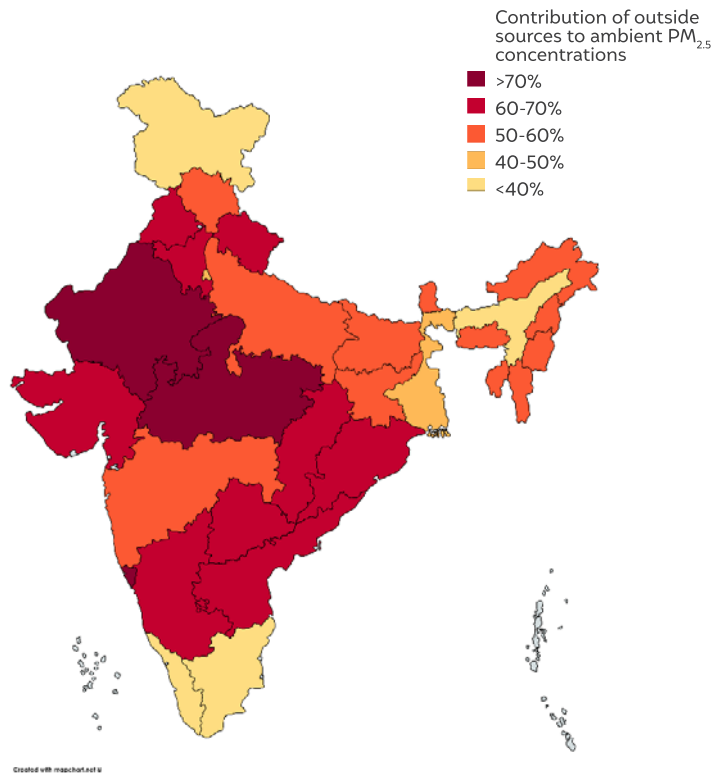 Contribution of outside
sources to ambient PM2.5
concentrations
>70%
60-70%
50-60%
40-50%
<40%
Created with mapchart.net ©